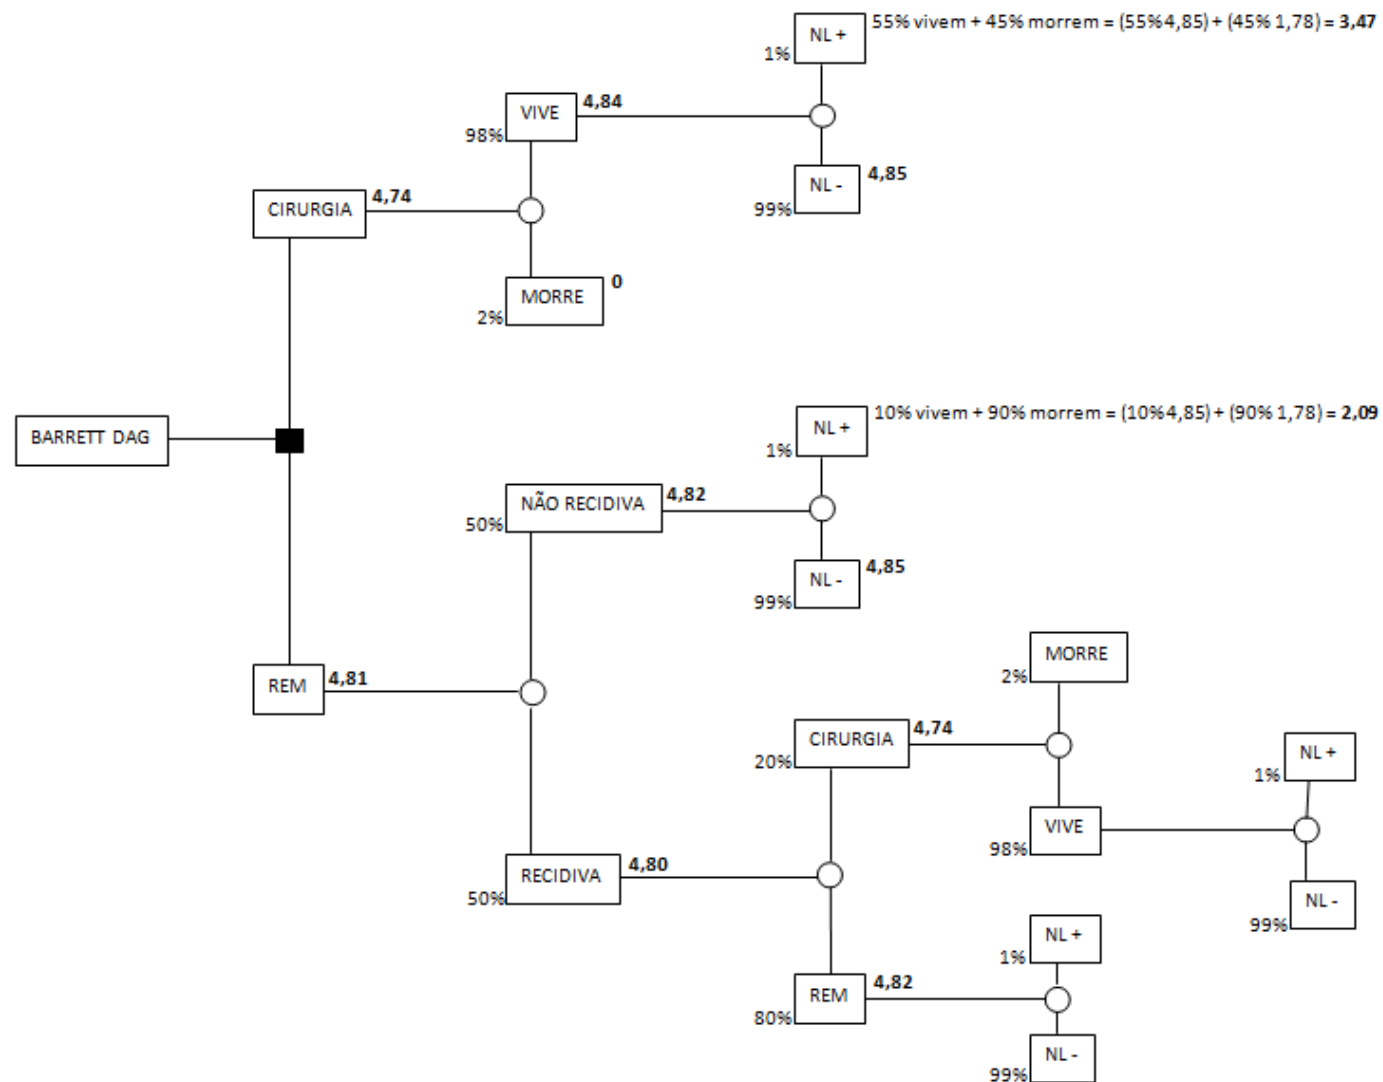 NL +
55% vivem + 45% morrem = (55%4,85) + (45% 1,78) = 3,47
1%
VIVE
4,84
98%
NL -
4,85
99%
CIRURGIA
4,74
MORRE
0
2%
BARRETT DAG
NL +
10% vivem + 90% morrem = (10%4,85) + (90% 1,78) = 2,09
1%
NÃO RECIDIVA
4,82
50%
NL -
4,85
99%
REM
4,81
MORRE
2%
CIRURGIA
4,74
20%
NL +
1%
VIVE
98%
RECIDIVA
4,80
50%
NL -
99%
NL +
1%
REM
4,82
80%
NL -
99%